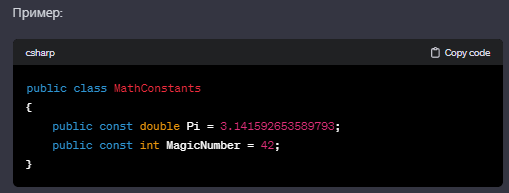 Пример:
csharp Copy code
public class MathConstants
{
    public const double Pi = 3.141592653589793;
    public const int MagicNumber = 42;
}